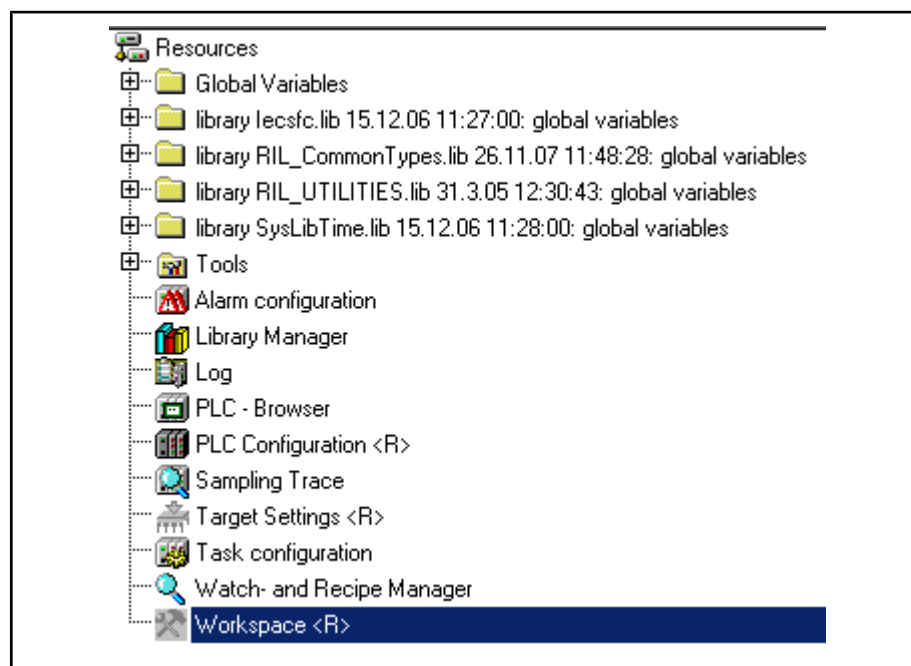 Resources
Global Variables
library Iecsfc.lib 15.12.06 11:27:00: global variables
library RIL_CommonTypes.lib 26.11.07 11:48:28: global variables
library RIL_UTILITIES.lib 31.3.05 12:30:43: global variables
library SysLibTime.lib 15.12.06 11:28:00: global variables
Tools
Alarm configuration
Library Manager
Log
PLC - Browser
PLC Configuration <R>
Sampling Trace
Target Settings <R>
Task configuration
Watch- and Recipe Manager
Workspace <R>